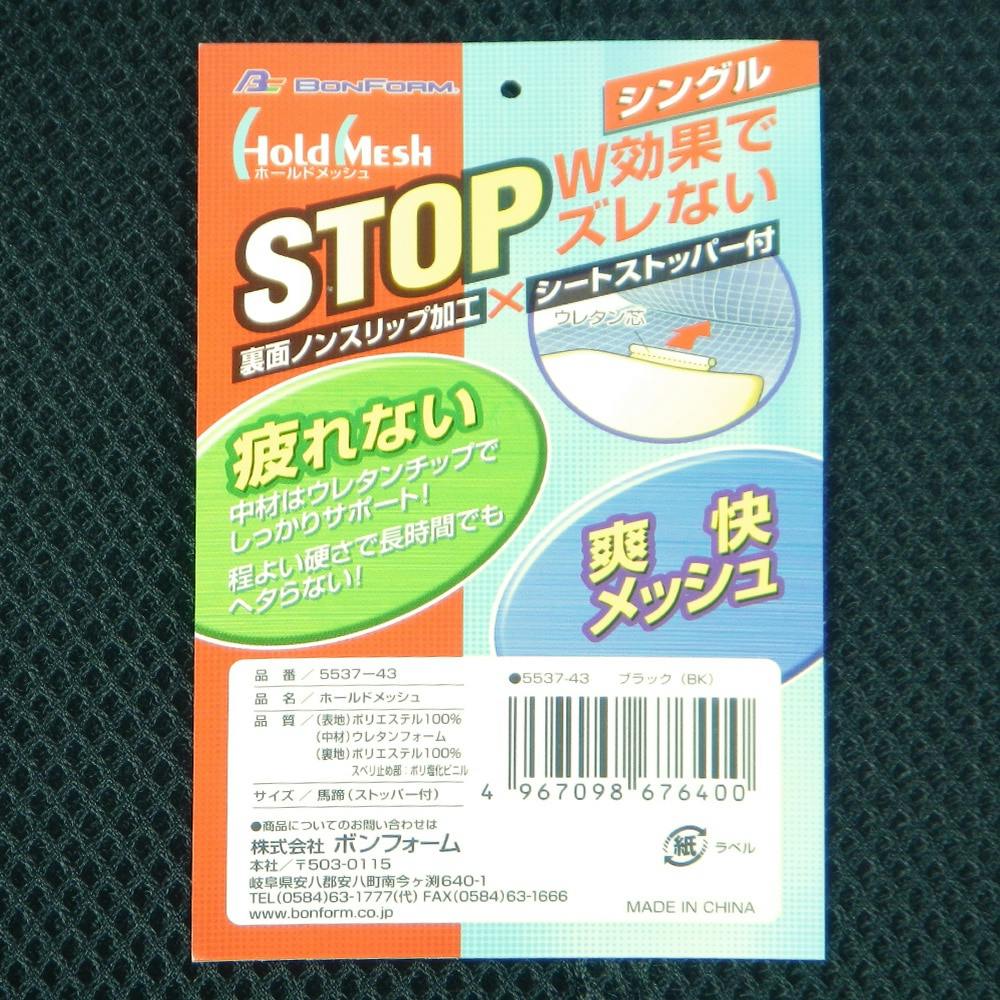 BONFORM®
シングル
Hold Mesh
ホールドメッシュ
W効果で
ズレない
STOP
裏面ノンスリップ加工
×
シートストッパー付
ウレタン芯
疲れない
中材はウレタンチップで
しっかりサポート!
程よい硬さで長時間でも
ヘタらない!
爽快
メッシュ
品番/5537-43
品名/ホールドメッシュ
品質/(表地)ポリエステル100%
(中材)ウレタンフォーム
(裏地)ポリエステル100%
スベリ止め部:ポリ塩化ビニル
サイズ/馬蹄(ストッパー付)
●5537-43 ブラック(BK)
4 967098 676400
●商品についてのお問い合わせは
株式会社 ボンフォーム
本社/〒503-0115
岐阜県安八郡安八町南今ヶ渕640-1
TEL(0584)63-1777(代) FAX(0584)63-1666
www.bonform.co.jp
紙 ラベル
MADE IN CHINA